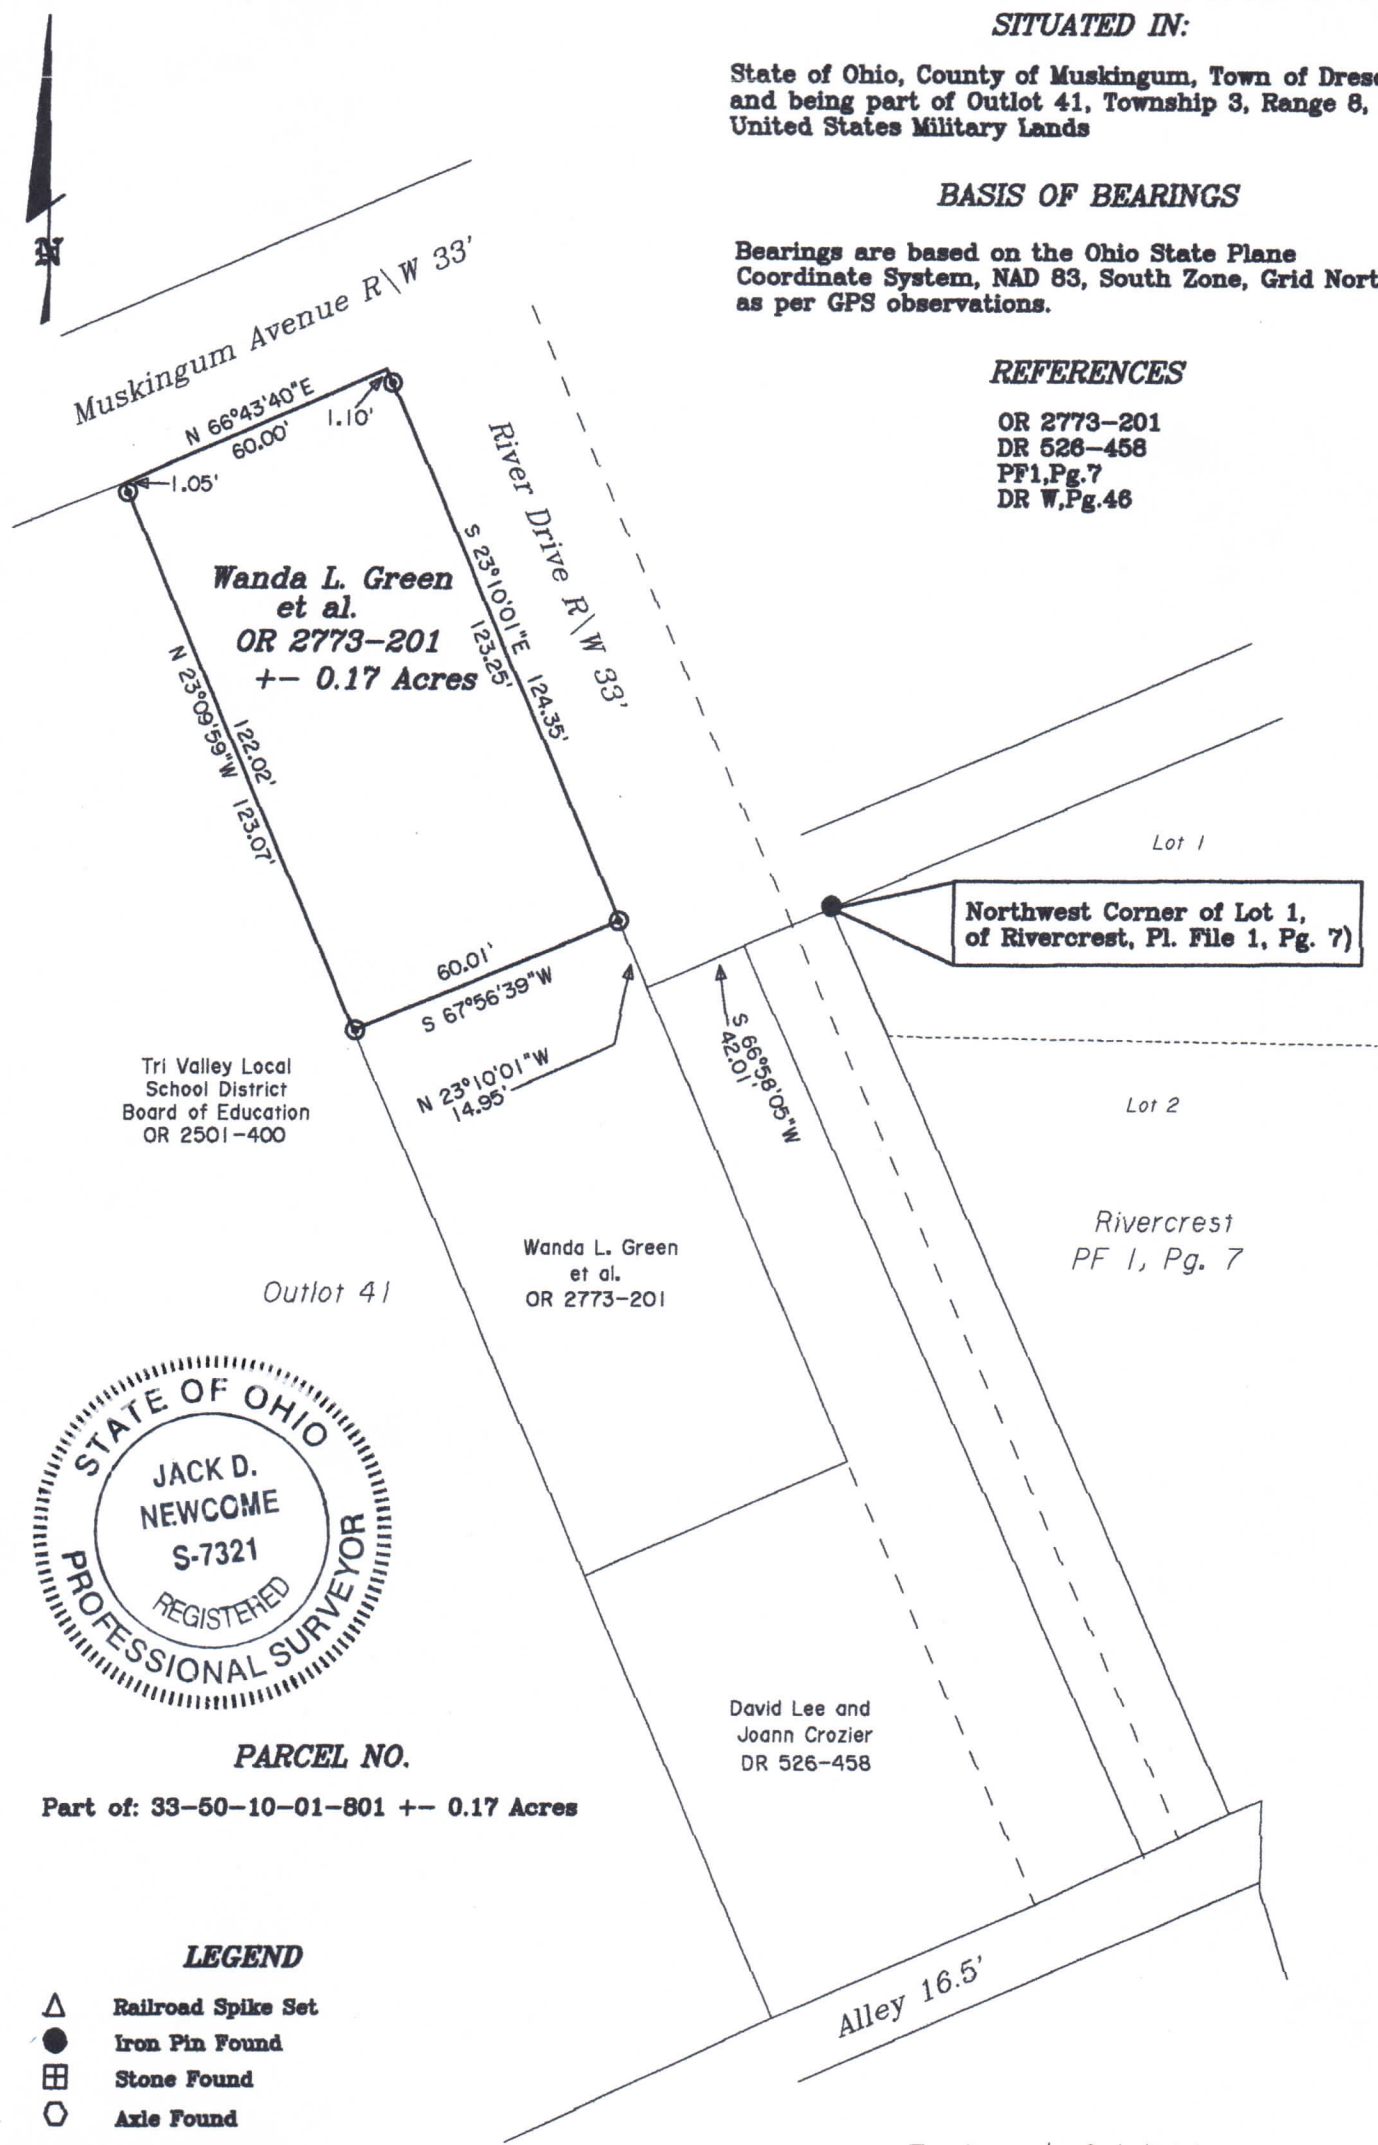 SITUATED IN:
State of Ohio, County of Muskingum, Town of
and being part of Outlot 41, Township 3, Range 8,
United States Military Lands
BASIS OF BEARINGS
Bearings are based on the Ohio State Plane
Coordinate System, NAD 83, South Zone, Grid
as per GPS observations.
REFERENCES
OR 2773-201
DR 526-458
PF1,Pg.7
DR W,Pg.46
N
Muskingum Avenue R\W 33'
N 66°43'40"E
60.00'
1.10'
1.05'
River Drive R\W 33'
S 23°10'01"E
123.25'
124.35'
Wanda L. Green
et al.
OR 2773-201
+- 0.17 Acres
N 23°09'59"W
122.02'
123.07'
60.01'
S 67°56'39"W
N 23°10'01"W
14.95'
S 66°58'05"W
42.01'
Lot 1
Northwest Corner of Lot 1,
of Rivercrest, Pl. File 1, Pg. 7)
Lot 2
Rivercrest
PF 1, Pg. 7
Tri Valley Local
School District
Board of Education
OR 2501-400
Outlot 41
Wanda L. Green
et al.
OR 2773-201
STATE OF OHIO
JACK D.
NEWCOME
S-7321
REGISTERED
PROFESSIONAL SURVEYOR
David Lee and
Joann Crozier
DR 526-458
PARCEL NO.
Part of: 33-50-10-01-801 +- 0.17 Acres
Alley 16.5'
LEGEND
Railroad Spike Set
Iron Pin Found
Stone Found
Axle Found